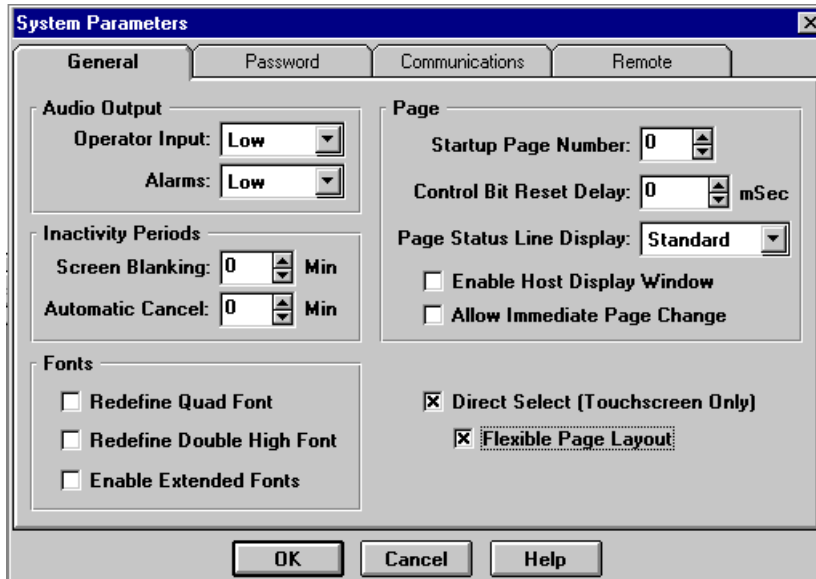 System Parameters
General Password Communications Remote
Audio Output
Operator Input: Low
Alarms: Low
Inactivity Periods
Screen Blanking: 0 Min
Automatic Cancel: 0 Min
Fonts
Redefine Quad Font
Redefine Double High Font
Enable Extended Fonts
Page
Startup Page Number: 0
Control Bit Reset Delay: 0 mSec
Page Status Line Display: Standard
Enable Host Display Window
Allow Immediate Page Change
Direct Select (Touchscreen Only)
Flexible Page Layout
OK Cancel Help